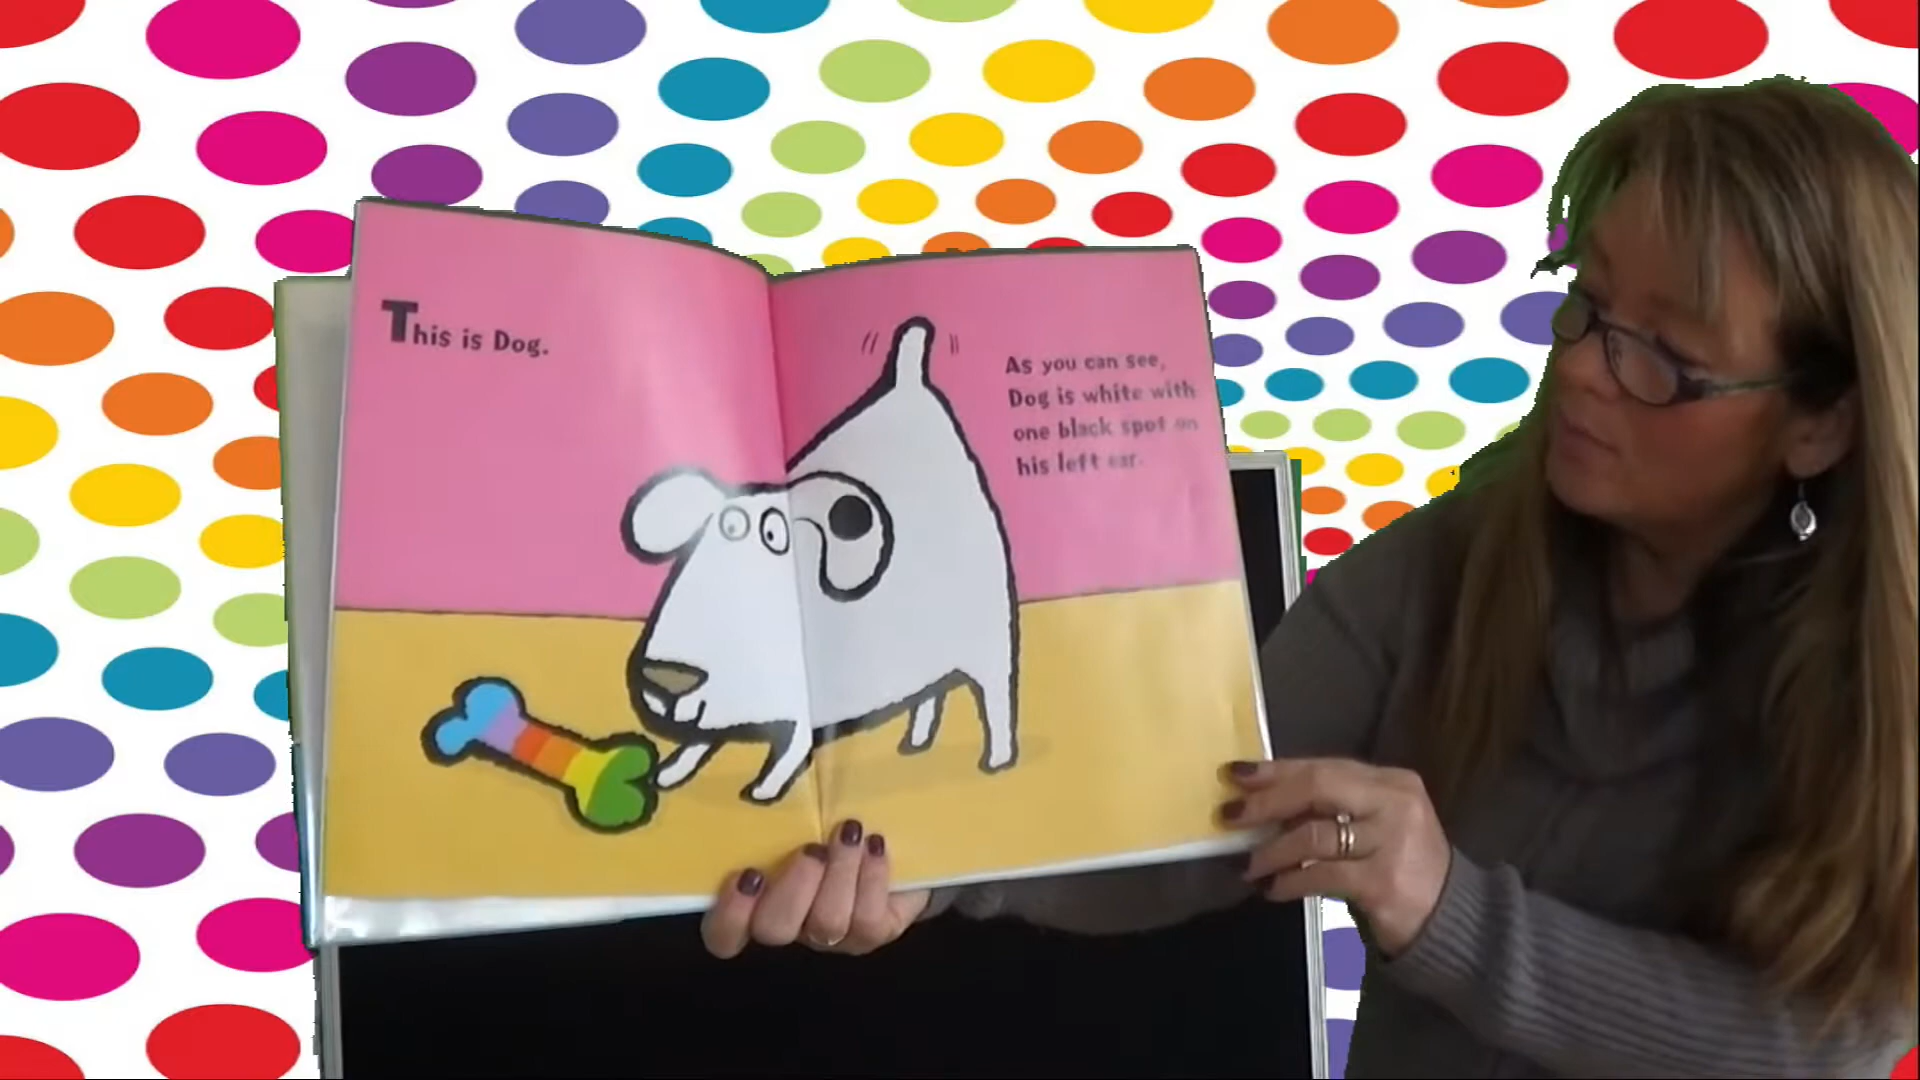 This is Dog.
As you can see,
Dog is white with
one black spot on
his left ear.